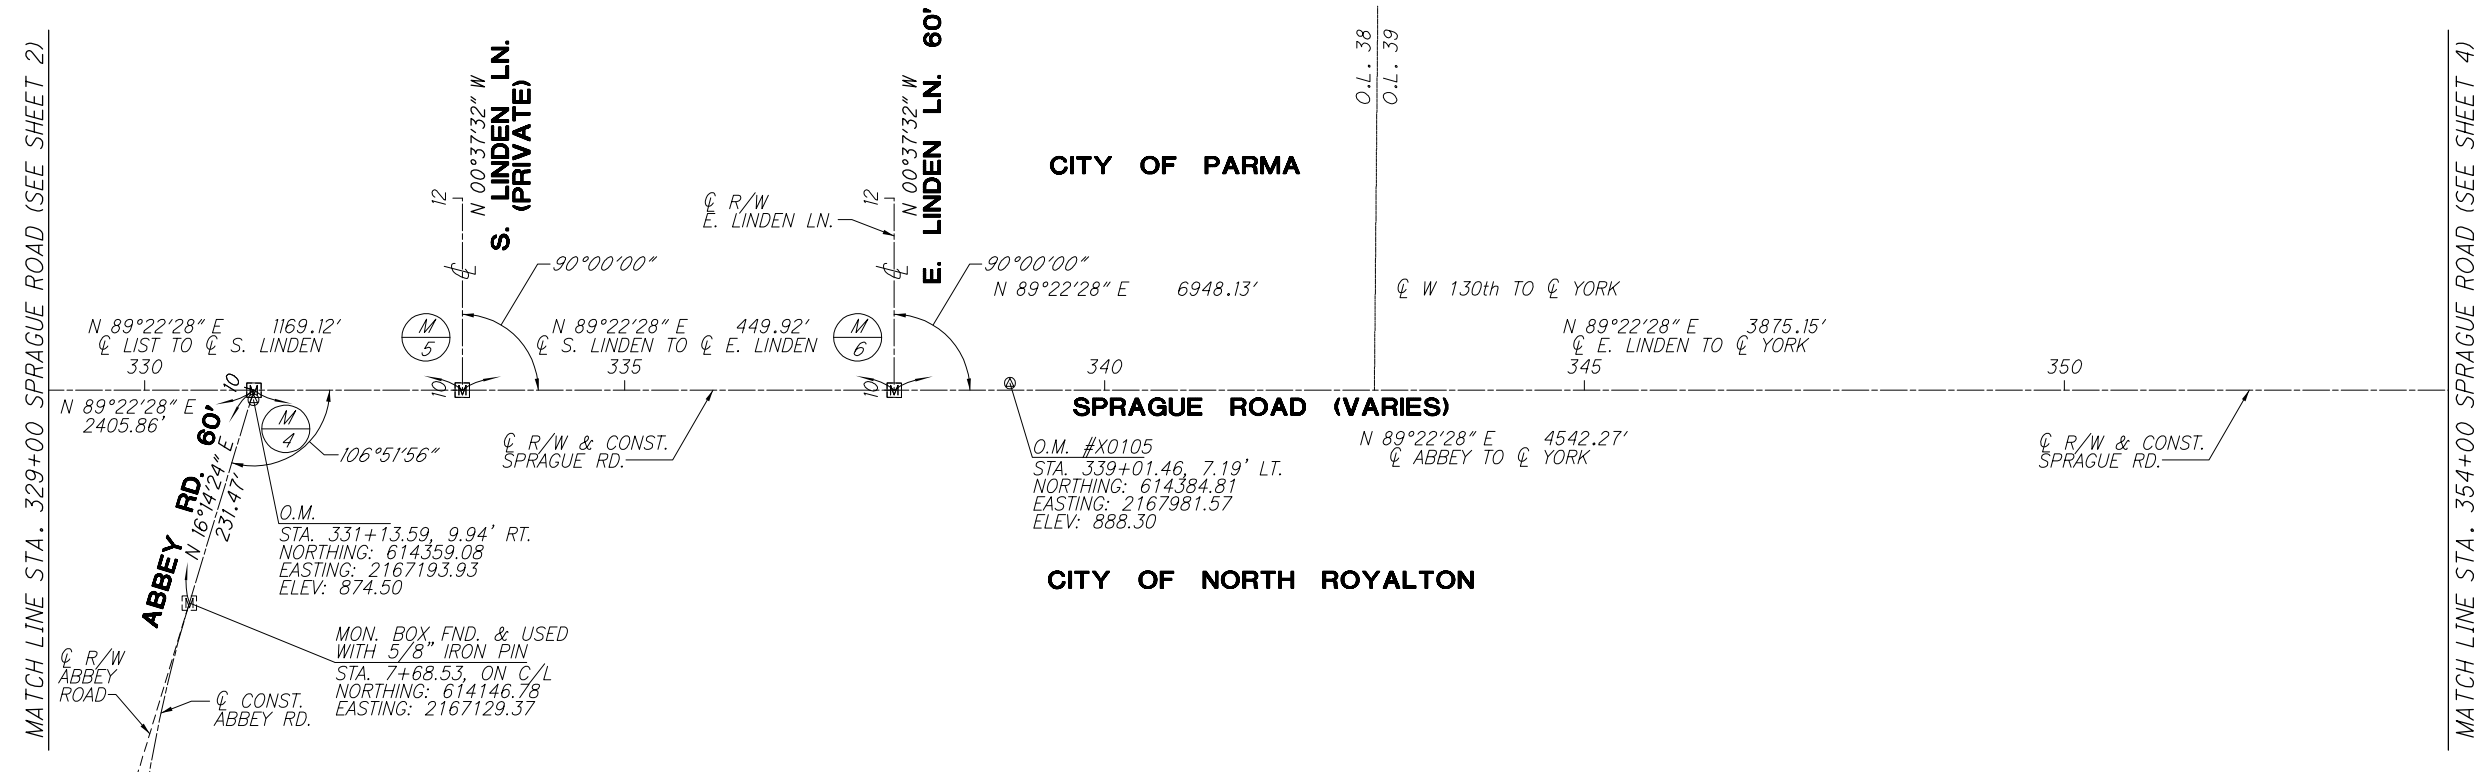 MATCH LINE STA. 329+00 SPRAGUE ROAD (SEE SHEET 2)
N 00°37'32" W
S. LINDEN LN.
(PRIVATE)
12
90°00'00"
℄ R/W
E. LINDEN LN.
12
N 00°37'32" W
E. LINDEN LN. 60'
90°00'00"
CITY OF PARMA
O.L. 38
O.L. 39
N 89°22'28" E 6948.13'
℄ W 130th TO ℄ YORK
N 89°22'28" E 1169.12'
℄ LIST TO ℄ S. LINDEN
M
5
N 89°22'28" E 449.92'
℄ S. LINDEN TO ℄ E. LINDEN
M
6
N 89°22'28" E 3875.15'
℄ E. LINDEN TO ℄ YORK
330
335
340
345
350
10
M
10
M
10
M
℄
℄
N 89°22'28" E
2405.86'
M
4
106°51'56"
ABBEY RD. 60'
N 16°14'24" E
231.47'
℄ R/W & CONST.
SPRAGUE RD.
SPRAGUE ROAD (VARIES)
N 89°22'28" E 4542.27'
℄ ABBEY TO ℄ YORK
℄ R/W & CONST.
SPRAGUE RD.
O.M. #X0105
STA. 339+01.46, 7.19' LT.
NORTHING: 614384.81
EASTING: 2167981.57
ELEV: 888.30
O.M.
STA. 331+13.59, 9.94' RT.
NORTHING: 614359.08
EASTING: 2167193.93
ELEV: 874.50
CITY OF NORTH ROYALTON
M
MON. BOX FND. & USED
WITH 5/8" IRON PIN
STA. 7+68.53, ON C/L
NORTHING: 614146.78
EASTING: 2167129.37
℄ R/W
ABBEY
ROAD
℄ CONST.
ABBEY RD.
MATCH LINE STA. 354+00 SPRAGUE ROAD (SEE SHEET 4)